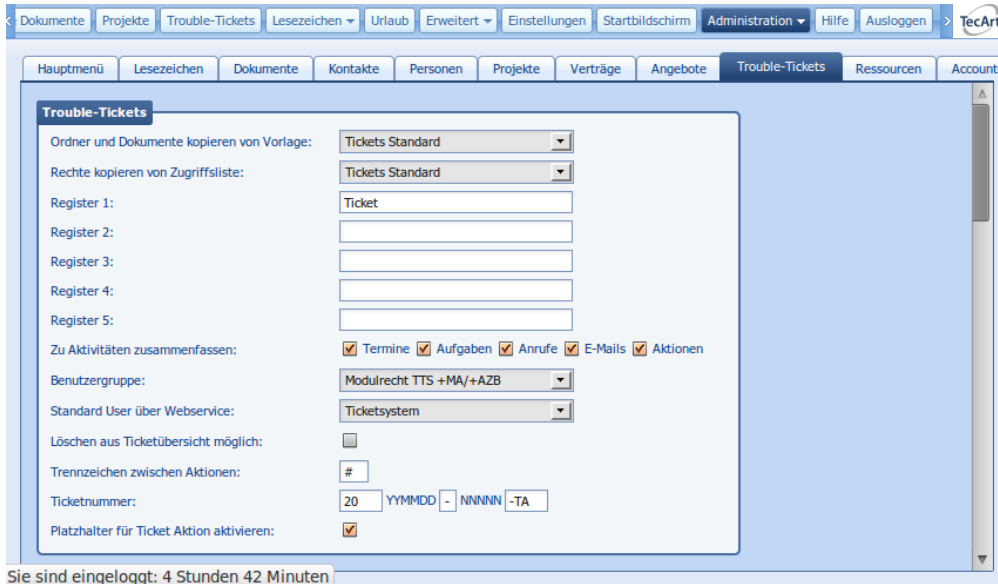 Dokumente Projekte Trouble-Tickets Lesezeichen Urlaub Erweitert Einstellungen Startbildschirm Administration Hilfe Ausloggen TecArt
Hauptmenü Lesezeichen Dokumente Kontakte Personen Projekte Verträge Angebote Trouble-Tickets Ressourcen Account
Trouble-Tickets
Ordner und Dokumente kopieren von Vorlage: Tickets Standard
Rechte kopieren von Zugriffsliste: Tickets Standard
Register 1: Ticket
Register 2:
Register 3:
Register 4:
Register 5:
Zu Aktivitäten zusammenfassen: Termine Aufgaben Anrufe E-Mails Aktionen
Benutzergruppe: Modulrecht TTS +MA/+AZB
Standard User über Webservice: Ticketsystem
Löschen aus Ticketübersicht möglich:
Trennzeichen zwischen Aktionen: #
Ticketnummer: 20 YYMMDD - NNNNN -TA
Platzhalter für Ticket Aktion aktivieren:
Sie sind eingeloggt: 4 Stunden 42 Minuten